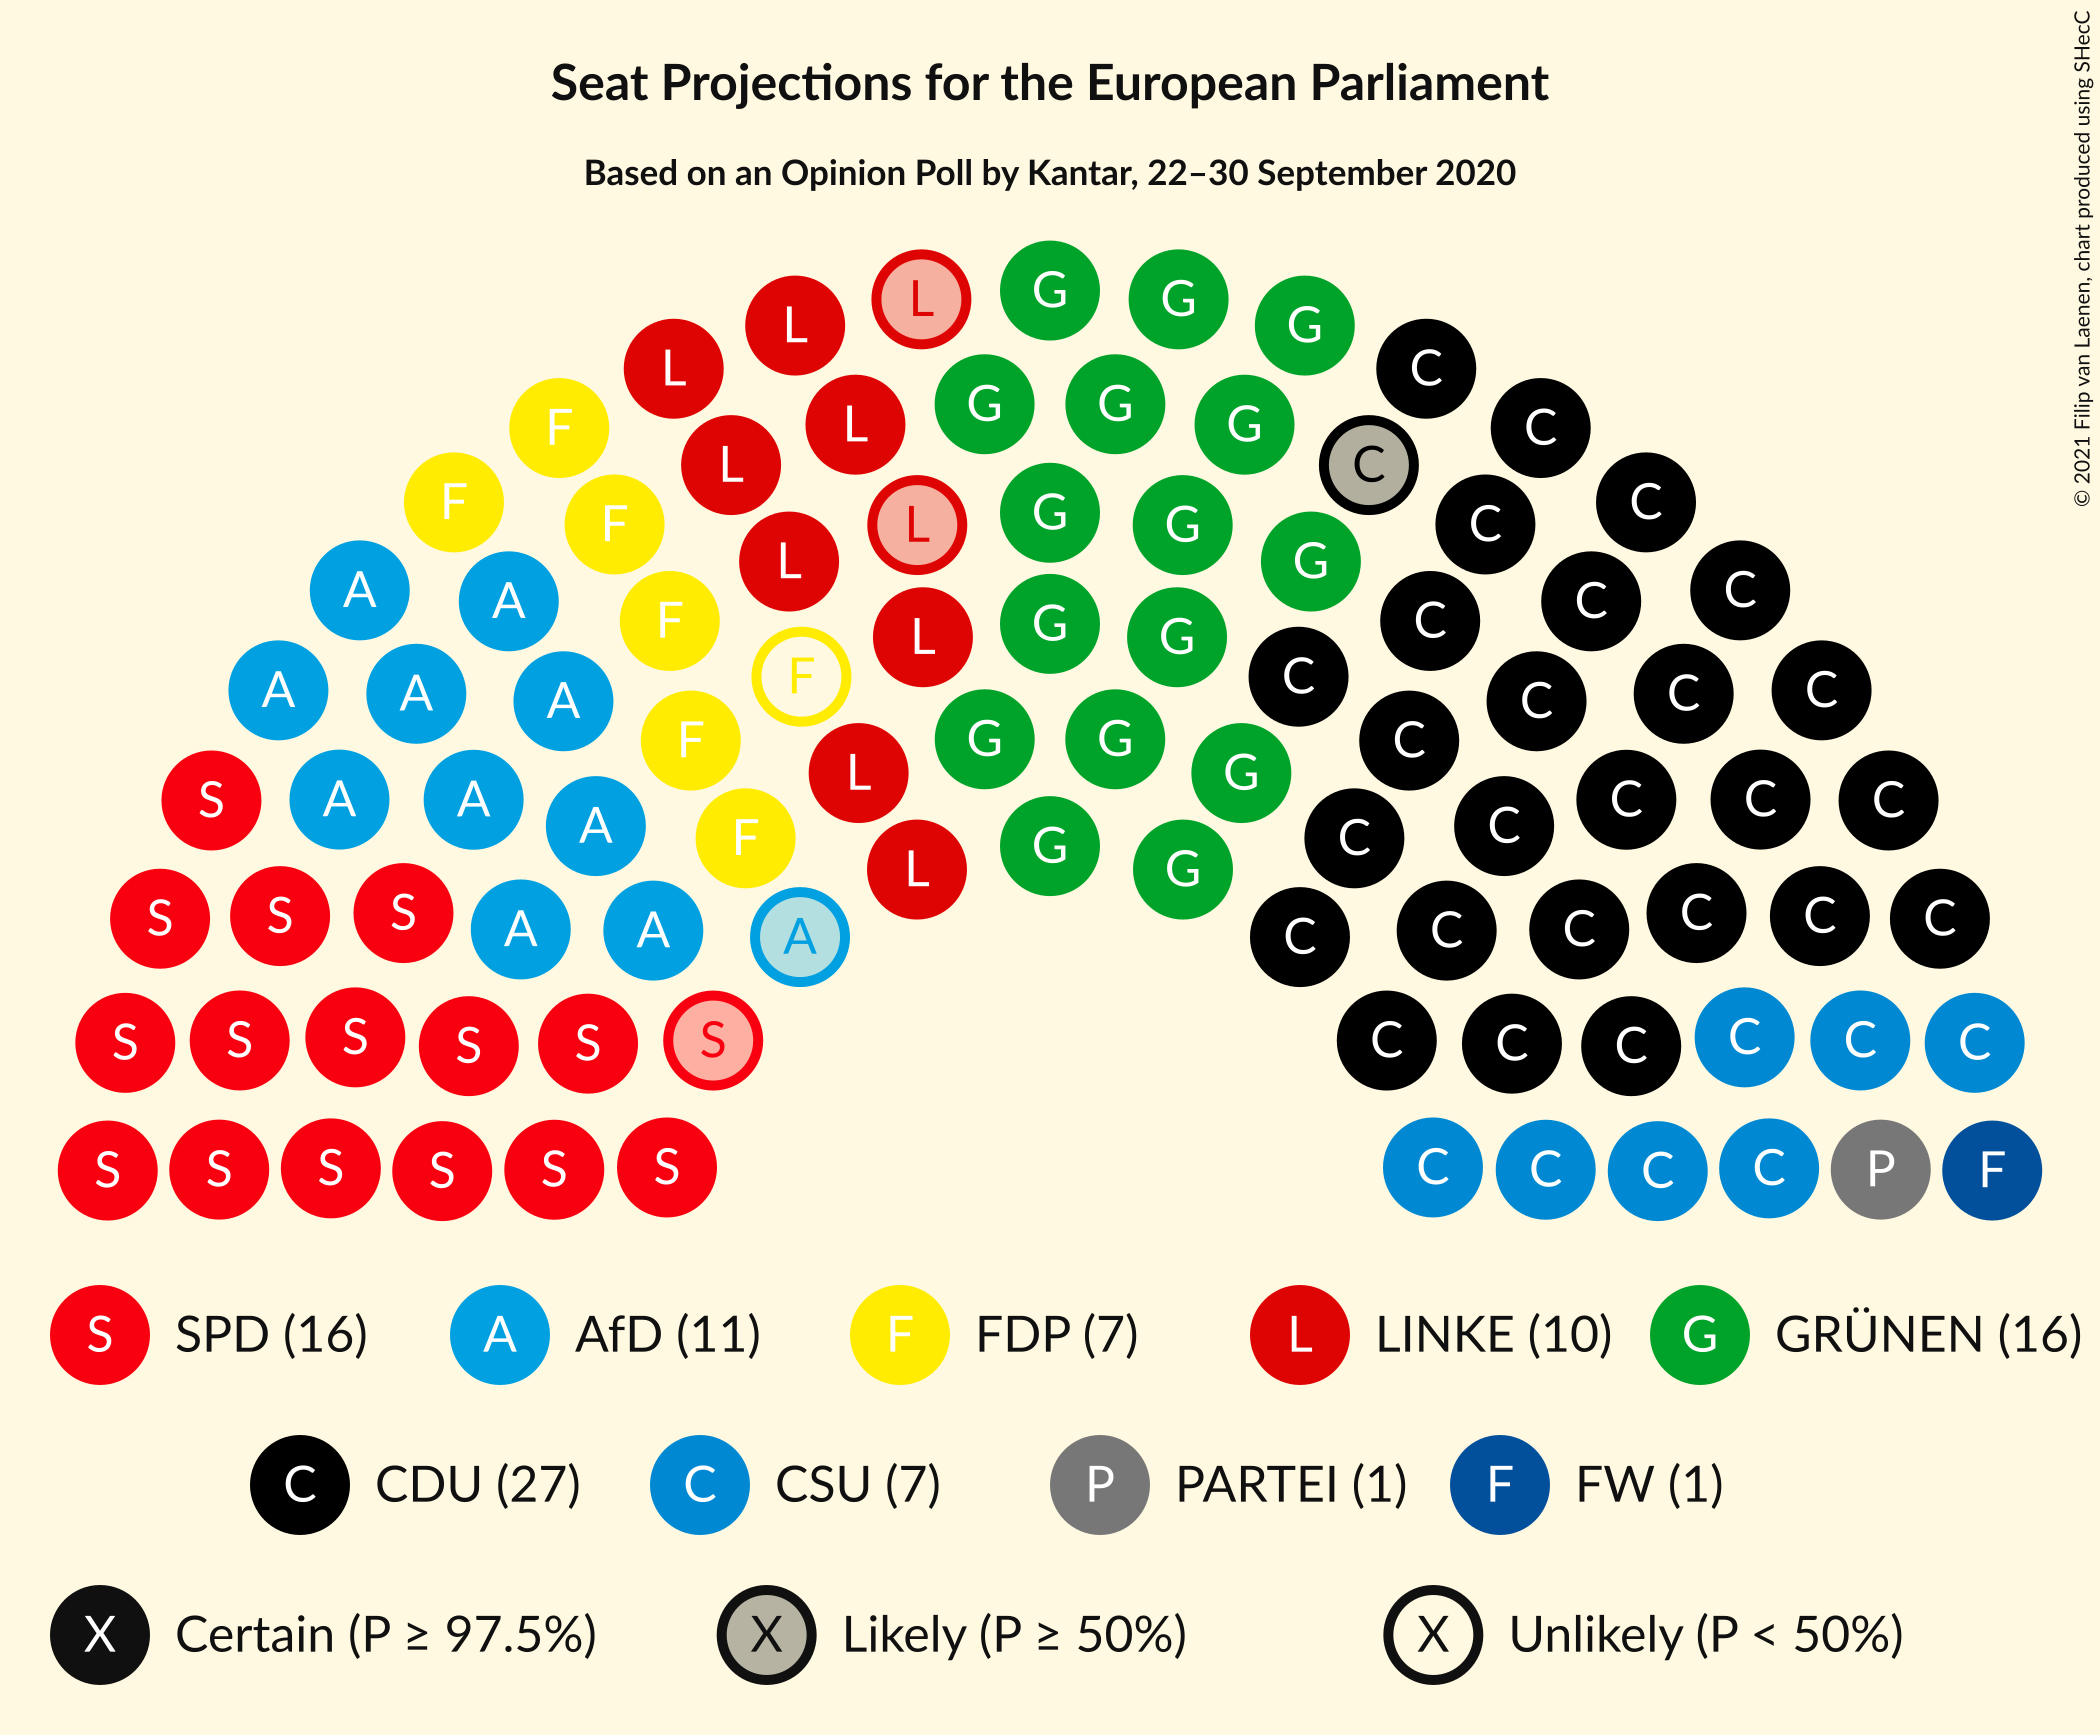 Seat Projections for the European Parliament
Based on an Opinion Poll by Kantar, 22–30 September 2020
© 2021 Filip van Laenen, chart produced using SHecC
L G G G
L C
L C
L G G G
F C
L C C
F F L G G G C C
A A F L G G G C C C
A A A F F L G G C C C C
S A A A F L G G G C C C C C
S S S A A A L G G C C C C C C
S S S S S S C C C C C C
S S S S S S C C C C P F
S SPD (16) A AfD (11) F FDP (7) L LINKE (10) G GRÜNEN (16)
C CDU (27) C CSU (7) P PARTEI (1) F FW (1)
X Certain (P ≥ 97.5%) X Likely (P ≥ 50%) X Unlikely (P < 50%)